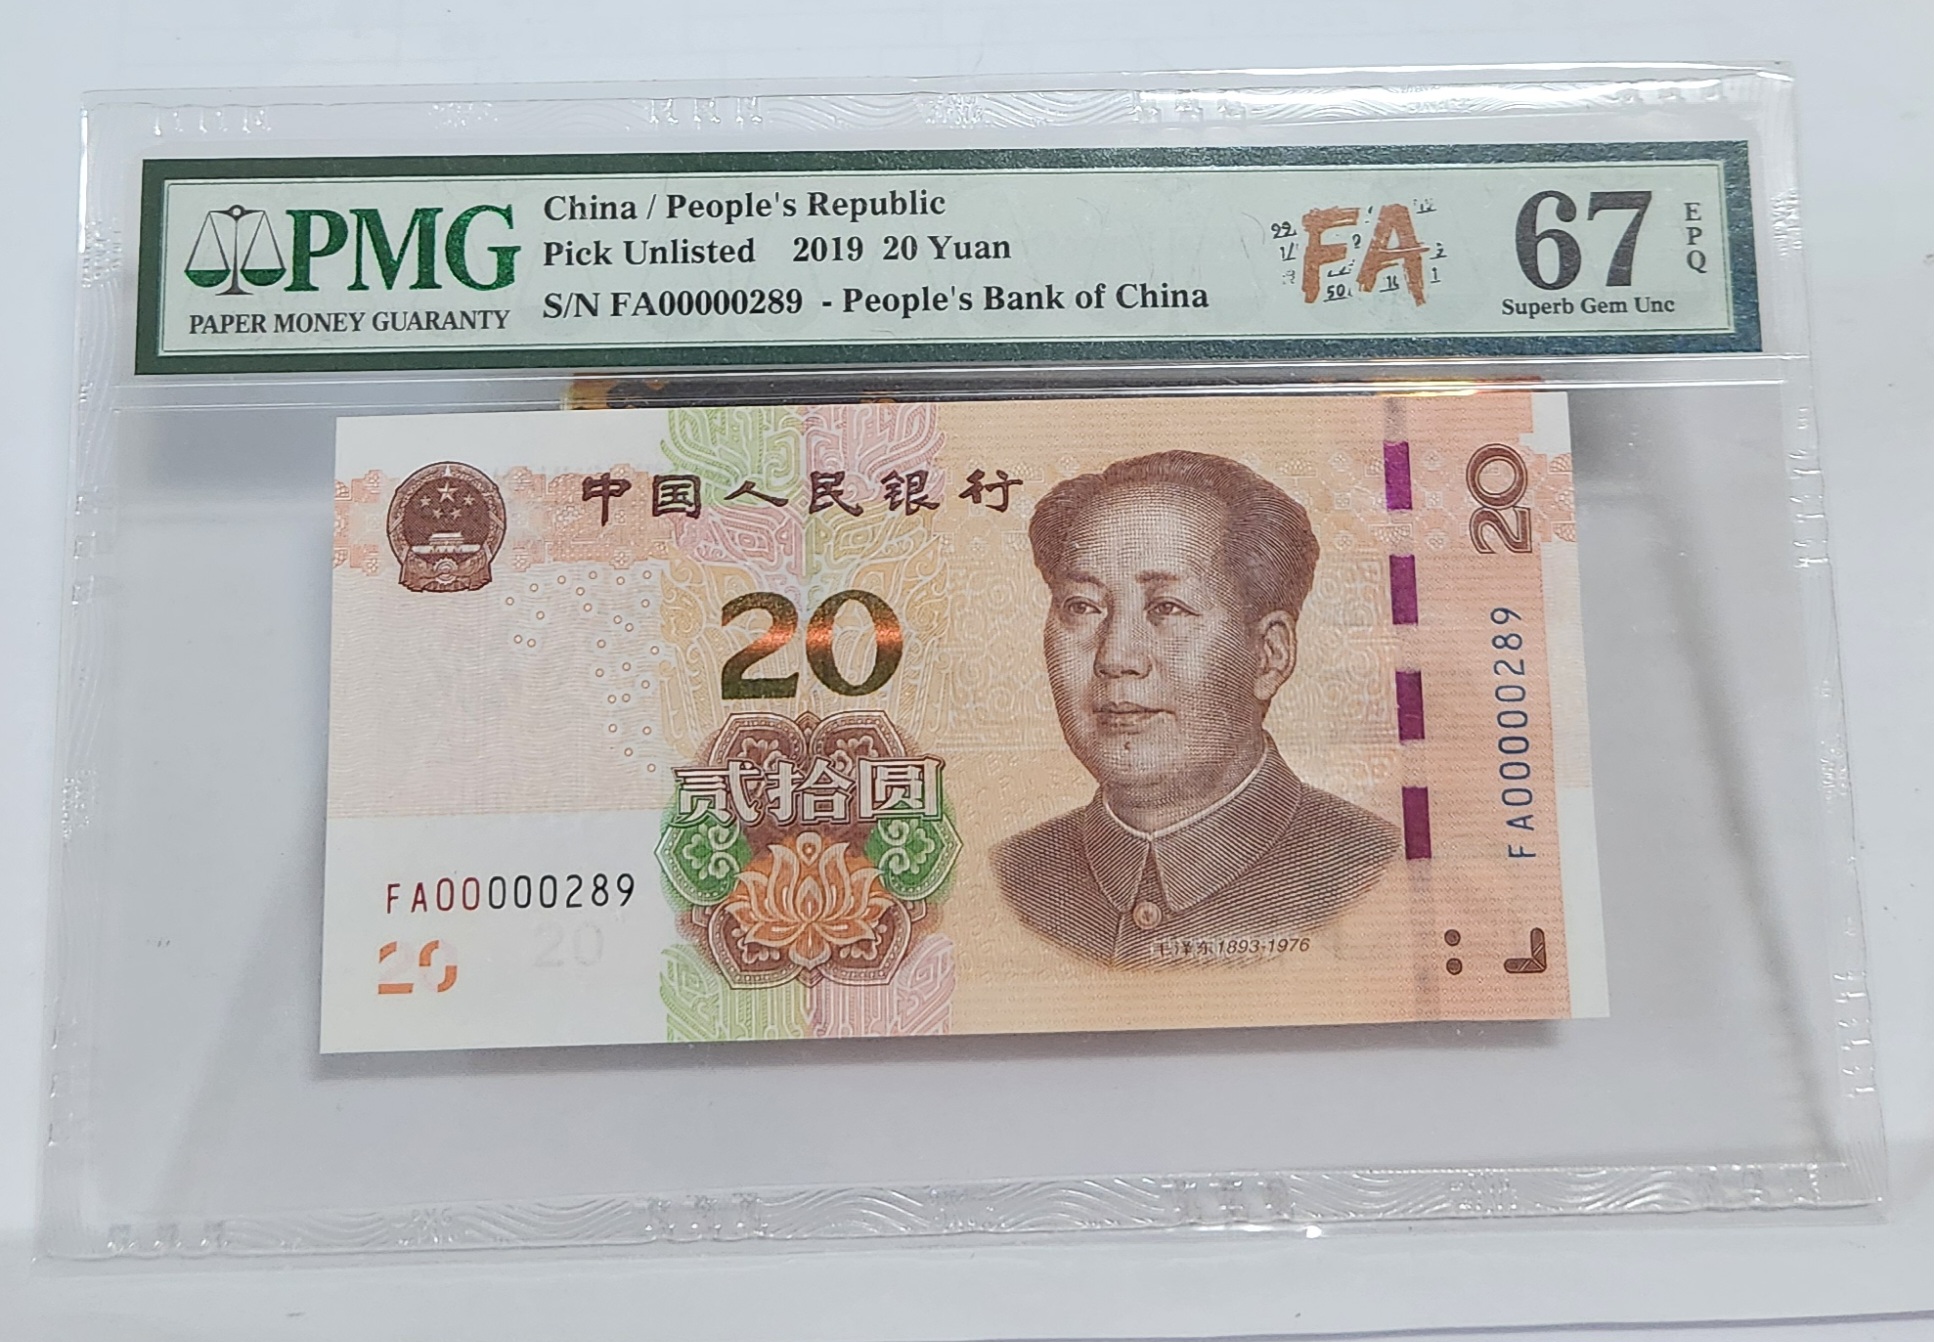 PMG
PAPER MONEY GUARANTY
China / People's Republic
Pick Unlisted 2019 20 Yuan
S/N FA00000289 - People's Bank of China
FA
67
EPQ
Superb Gem Unc
中国人民银行
20
20
贰拾圆
FA00000289
FA00000289
20
20
毛泽东1893-1976